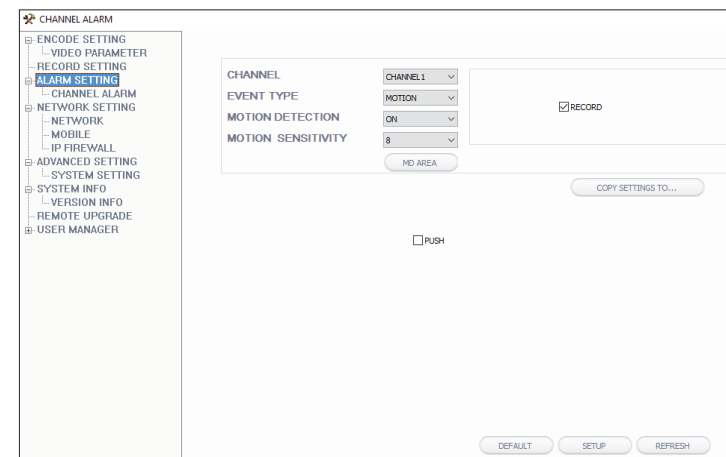 CHANNEL ALARM
ENCODE SETTING
VIDEO PARAMETER
RECORD SETTING
ALARM SETTING
CHANNEL ALARM
NETWORK SETTING
NETWORK
MOBILE
IP FIREWALL
ADVANCED SETTING
SYSTEM SETTING
SYSTEM INFO
VERSION INFO
REMOTE UPGRADE
USER MANAGER
CHANNEL CHANNEL1
EVENT TYPE MOTION
MOTION DETECTION ON
MOTION SENSITIVITY 8
MD AREA
RECORD
COPY SETTINGS TO...
PUSH
DEFAULT SETUP REFRESH